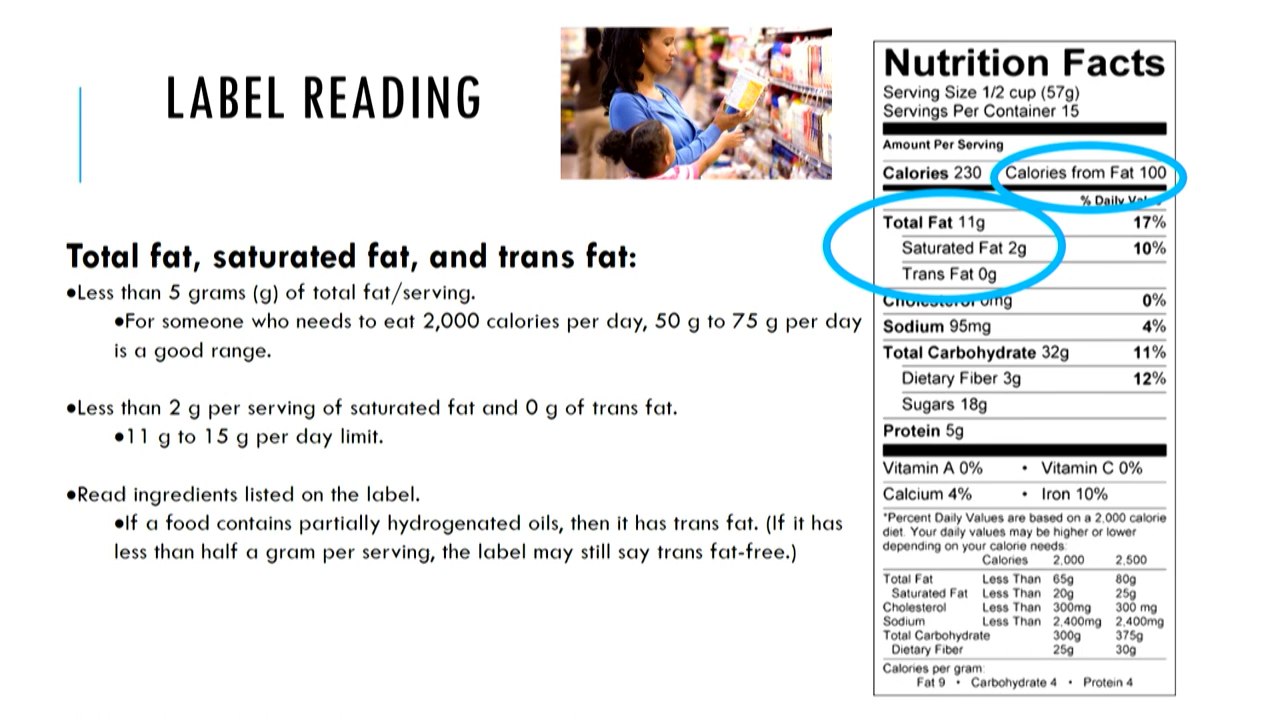 LABEL READING
Total fat, saturated fat, and trans fat:
•Less than 5 grams (g) of total fat/serving.
•For someone who needs to eat 2,000 calories per day, 50 g to 75 g per day
is a good range.
•Less than 2 g per serving of saturated fat and 0 g of trans fat.
•11 g to 15 g per day limit.
•Read ingredients listed on the label.
•If a food contains partially hydrogenated oils, then it has trans fat. (If it has
less than half a gram per serving, the label may still say trans fat-free.)
Nutrition Facts
Serving Size 1/2 cup (57g)
Servings Per Container 15
Amount Per Serving
Calories 230 Calories from Fat 100
% Daily
Total Fat 11g 17%
Saturated Fat 2g 10%
Trans Fat 0g
Cholesterol 0mg 0%
Sodium 95mg 4%
Total Carbohydrate 32g 11%
Dietary Fiber 3g 12%
Sugars 18g
Protein 5g
Vitamin A 0% • Vitamin C 0%
Calcium 4% • Iron 10%
*Percent Daily Values are based on a 2,000 calorie
diet. Your daily values may be higher or lower
depending on your calorie needs:
Calories 2,000 2,500
Total Fat Less Than 65g 80g
Saturated Fat Less Than 20g 25g
Cholesterol Less Than 300mg 300 mg
Sodium Less Than 2,400mg 2,400mg
Total Carbohydrate 300g 375g
Dietary Fiber 25g 30g
Calories per gram:
Fat 9 • Carbohydrate 4 • Protein 4